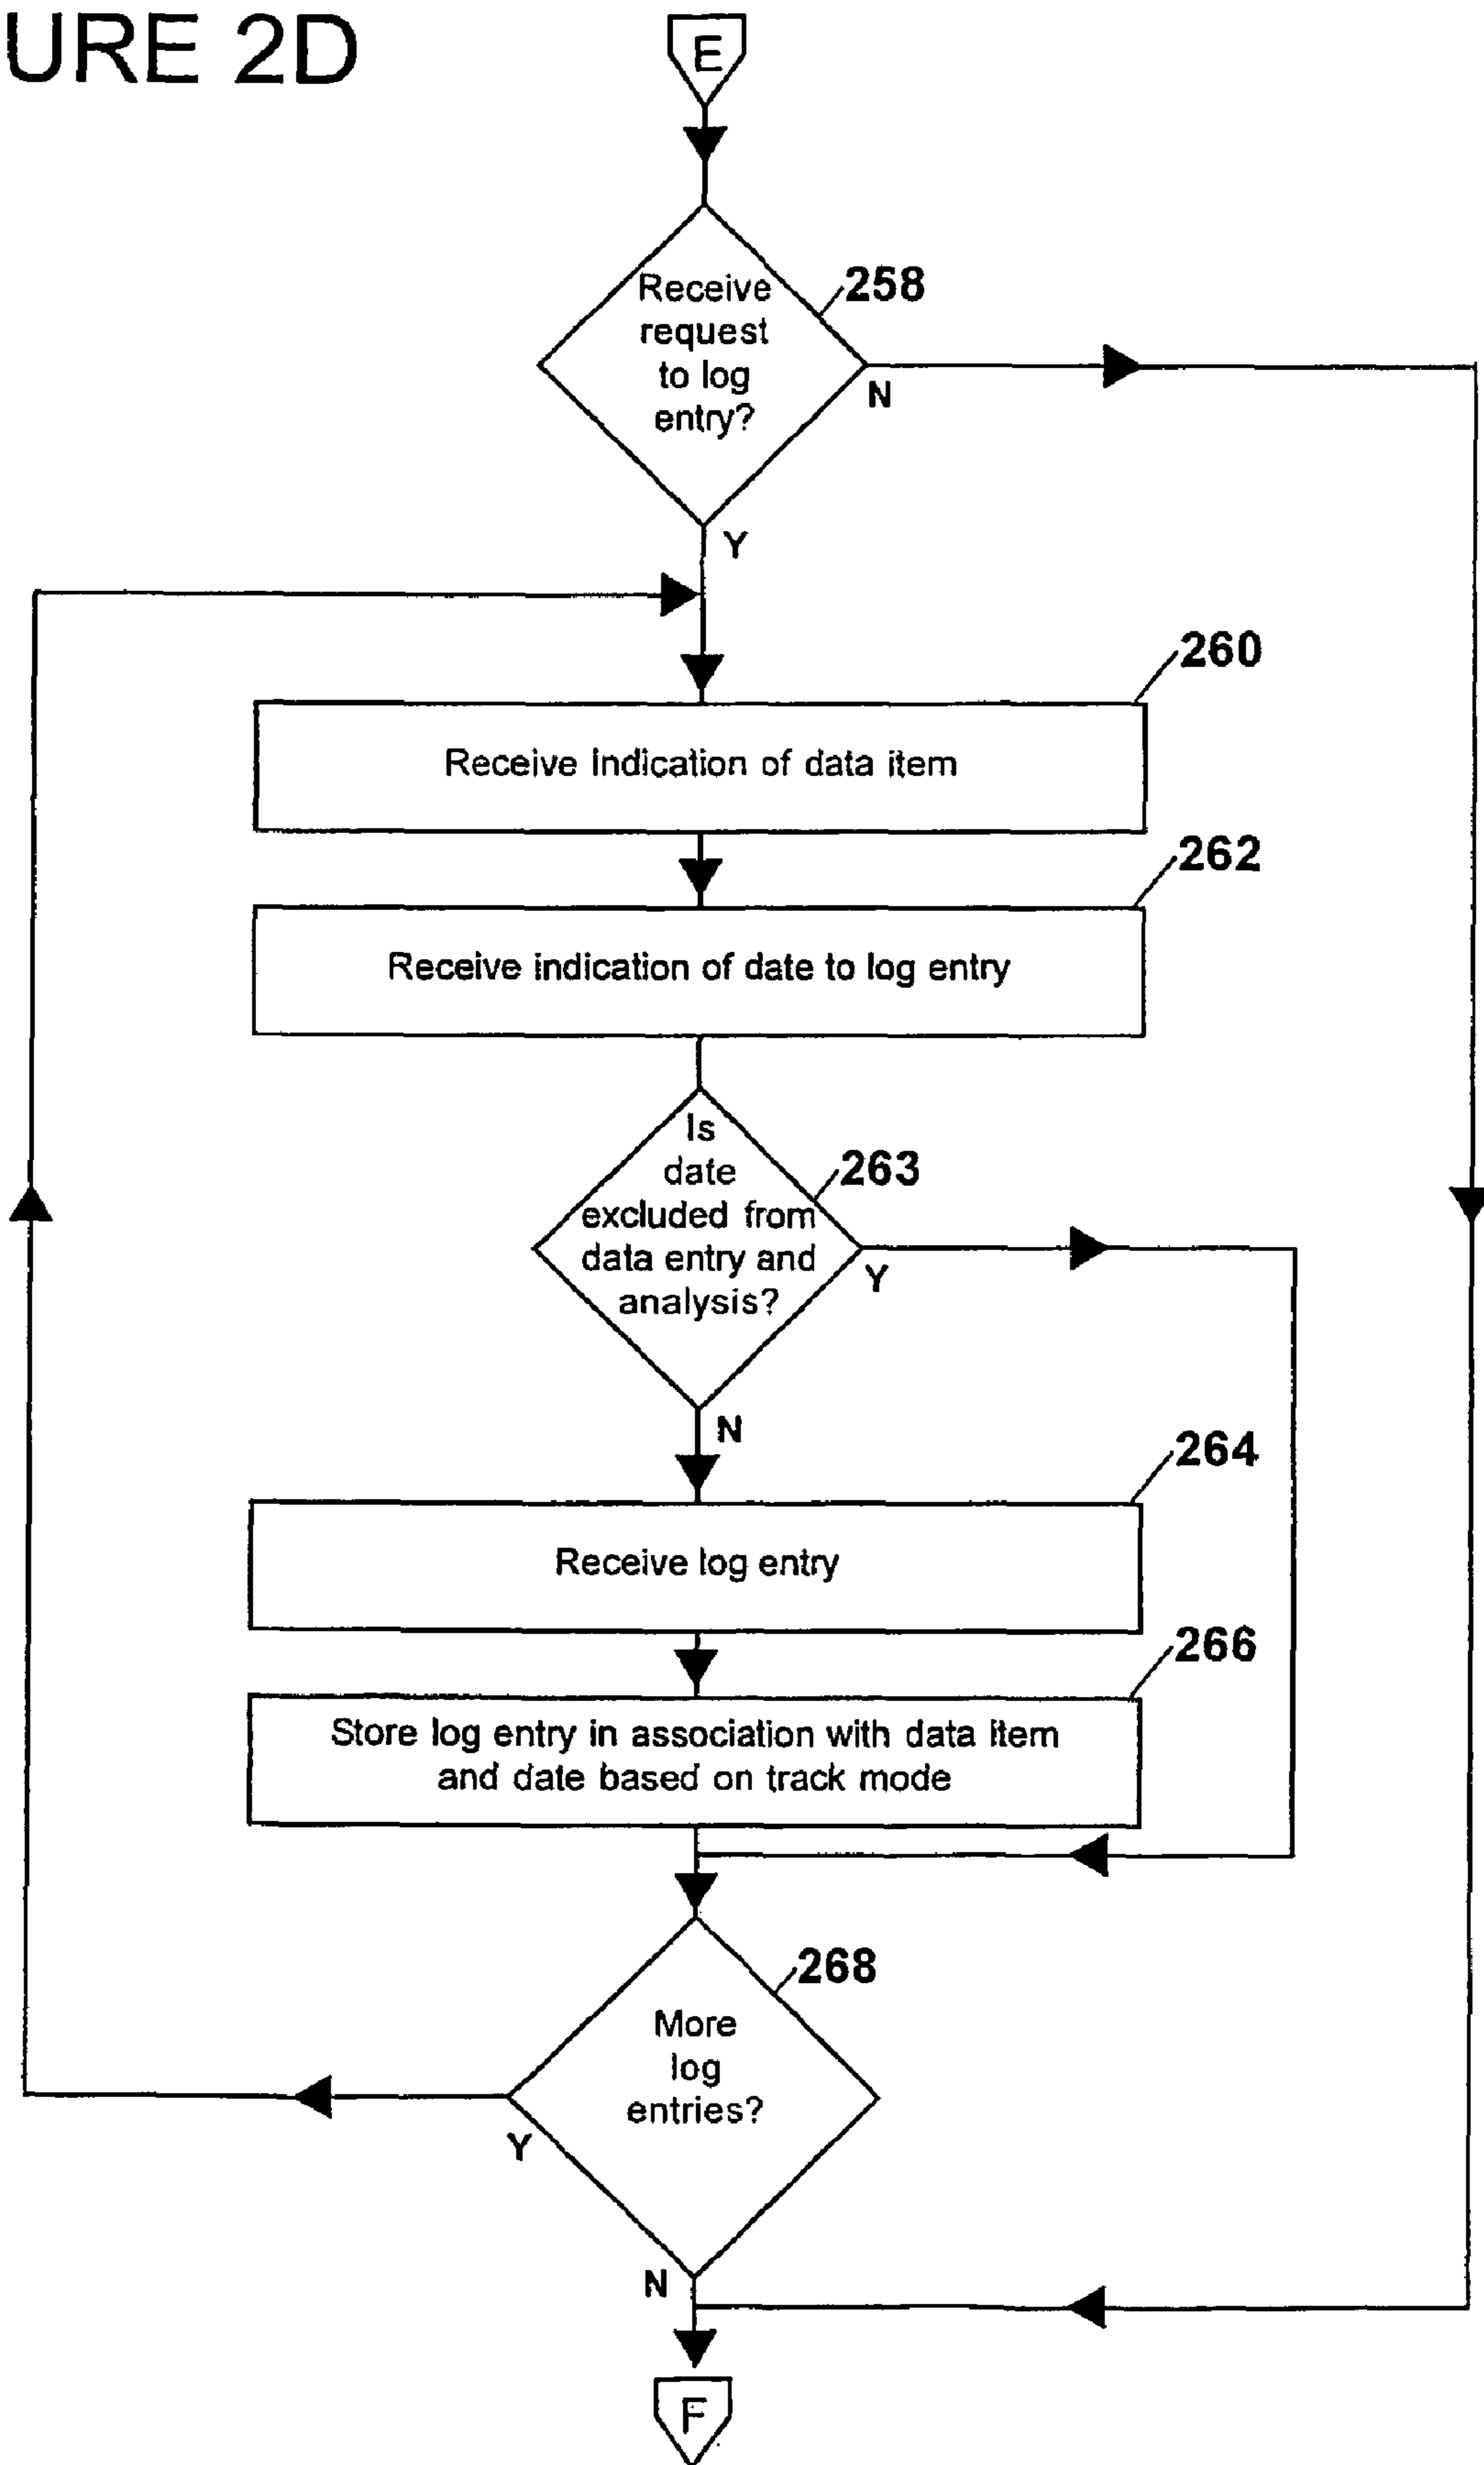 URE 2D
E
Receive
request
to log
entry?
258
N
Y
260
Receive Indication of data item
262
Receive indication of date to log entry
Is
date
excluded from
data entry and
analysis?
263
Y
N
264
Receive log entry
266
Store log entry in association with data item
and date based on track mode
268
More
log
entries?
Y
N
F